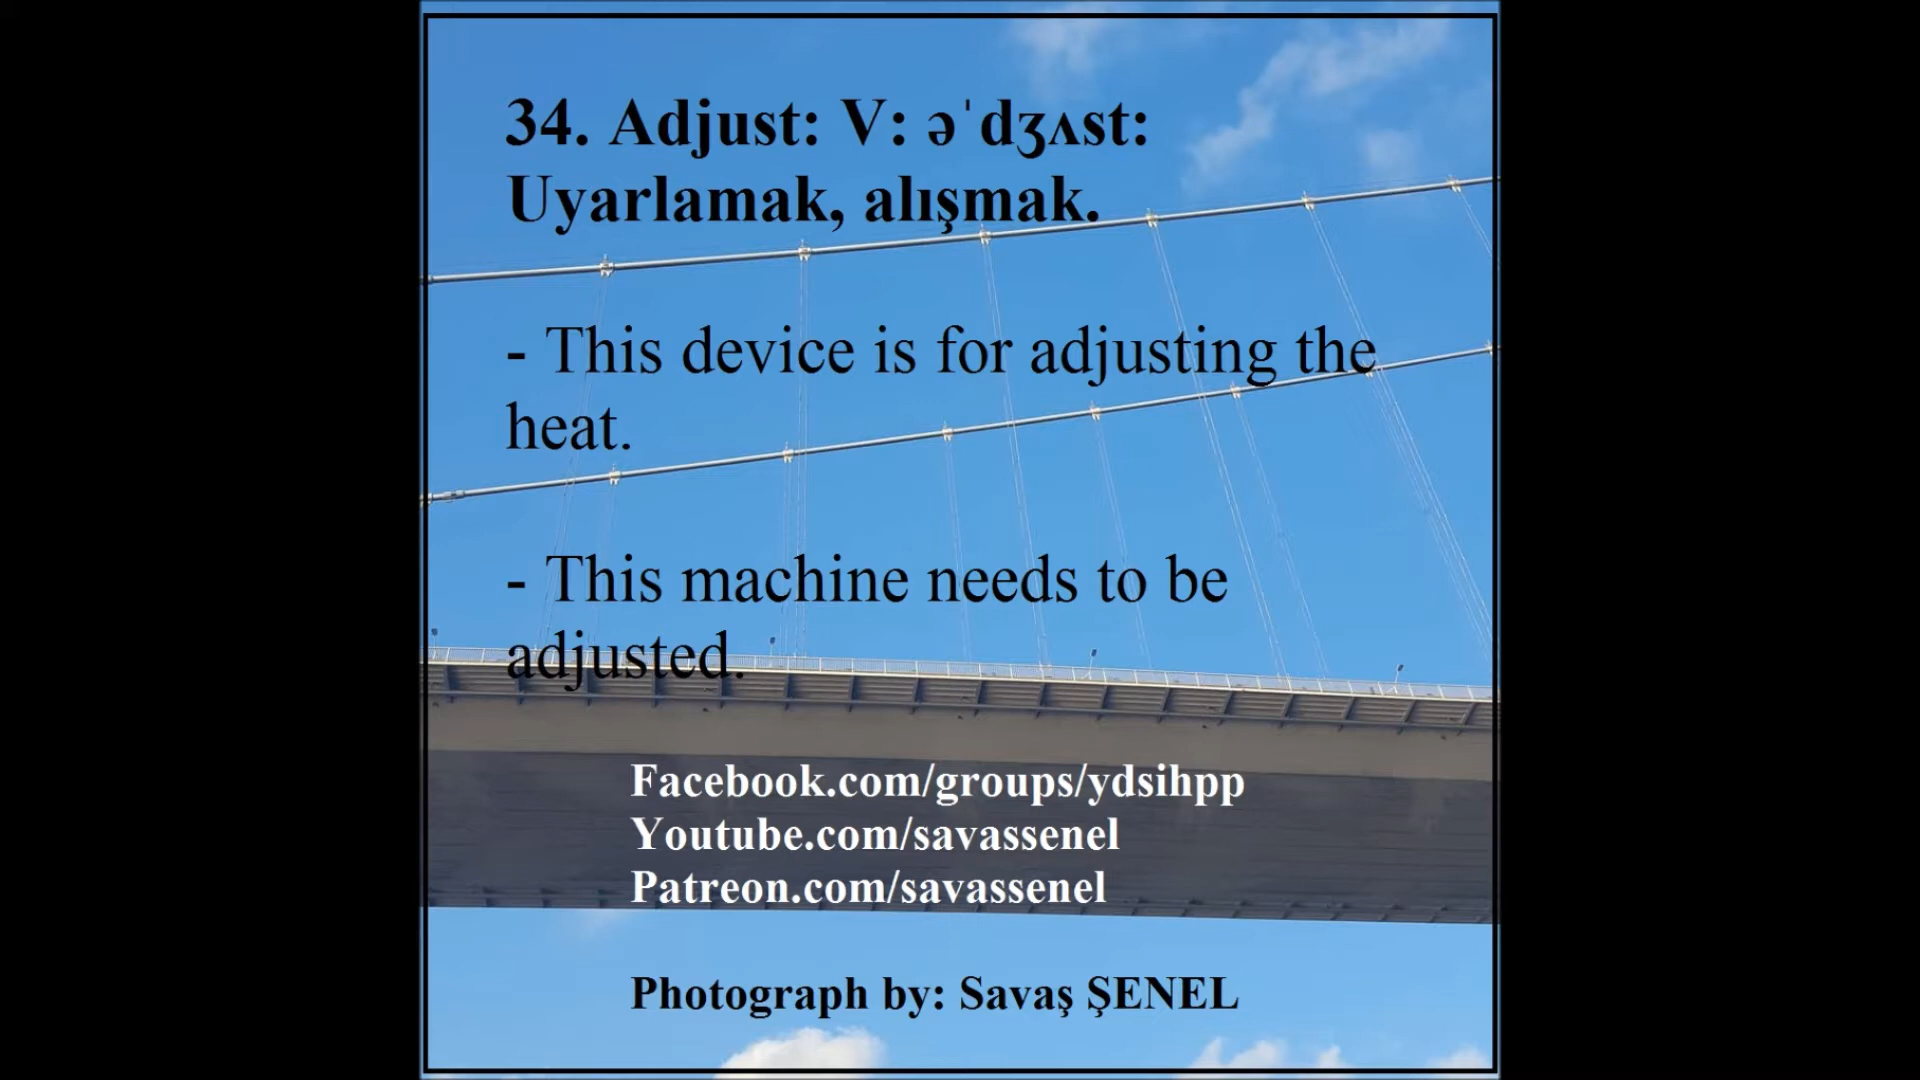 34. Adjust: V: əˈdʒʌst:
Uyarlamak, alışmak.
- This device is for adjusting the
heat.
- This machine needs to be
adjusted.
Facebook.com/groups/ydsihpp
Youtube.com/savassenel
Patreon.com/savassenel
Photograph by: Savaş ŞENEL